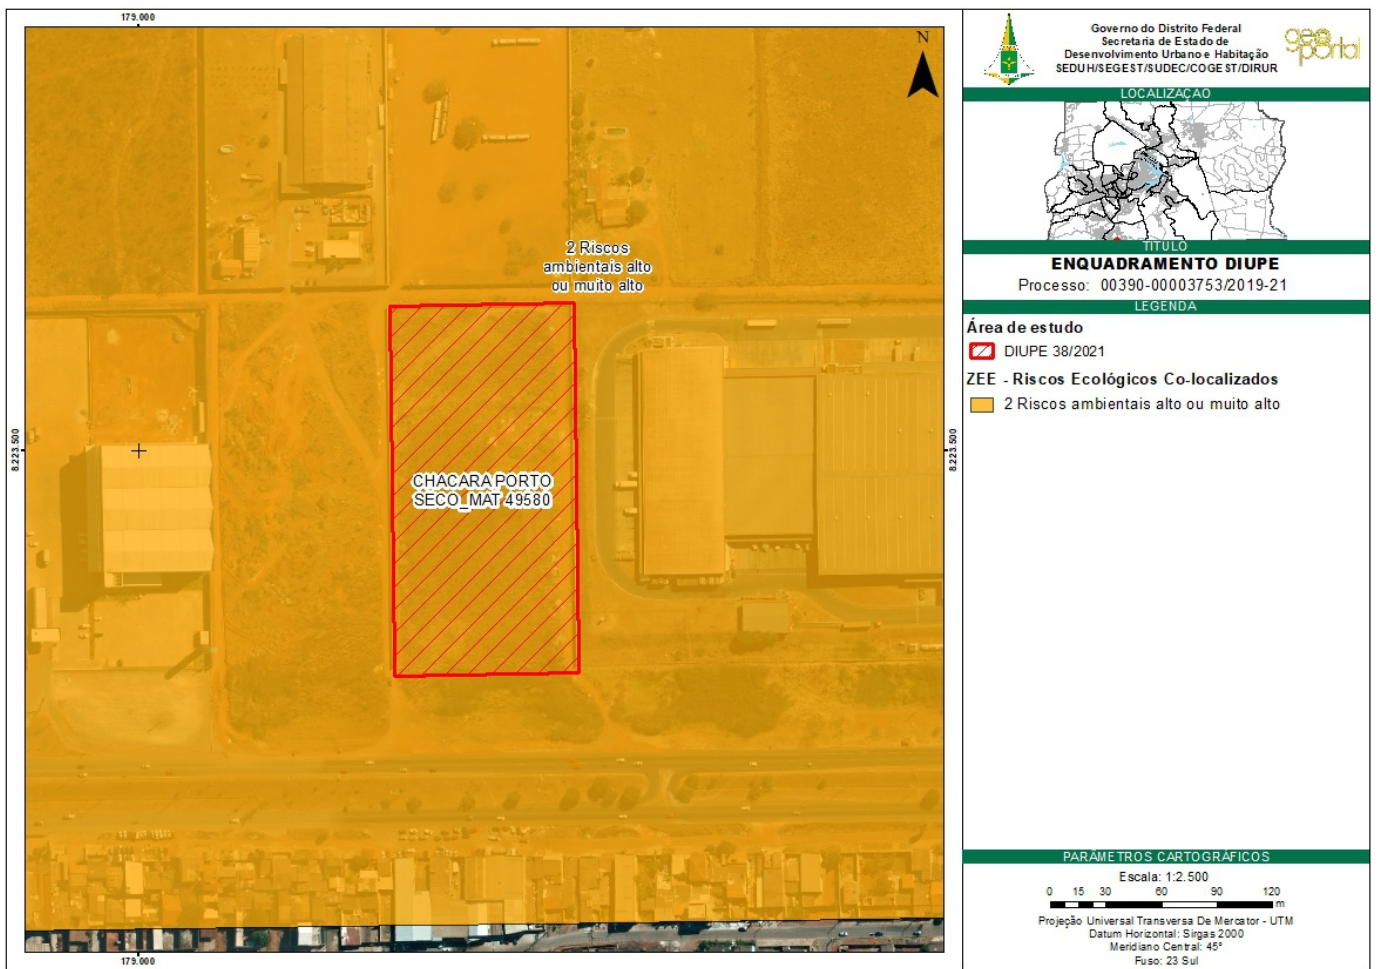 179.000
N
2 Riscos
ambientais alto
ou muito alto
CHACARA PORTO
SECO_MAT 49580
8.223.500
8.223.500
179.000
Governo do Distrito Federal
Secretaria de Estado de
Desenvolvimento Urbano e Habitação
SEDUH/SEGEST/SUDEC/COGEST/DIRUR
geo
portal
LOCALIZAÇAO
TÍTULO
ENQUADRAMENTO DIUPE
Processo: 00390-00003753/2019-21
LEGENDA
Área de estudo
DIUPE 38/2021
ZEE - Riscos Ecológicos Co-localizados
2 Riscos ambientais alto ou muito alto
PARÂMETROS CARTOGRÁFICOS
Escala: 1:2.500
0 15 30 60 90 120
m
Projeção Universal Transversa De Mercator - UTM
Datum Horizontal: Sirgas 2000
Meridiano Central: 45°
Fuso: 23 Sul